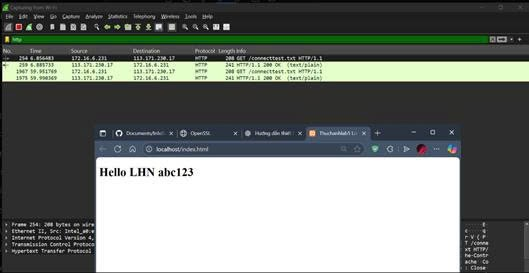 Capturing from Wi-Fi
File Edit View Go Capture Analyze Statistics Telephony Wireless Tools Help
http
No. Time Source Destination Protocol Length Info
254 6.856483 172.16.6.231 113.171.230.17 HTTP 208 GET /connecttest.txt HTTP/1.1
259 6.885733 113.171.230.17 172.16.6.231 HTTP 241 HTTP/1.1 200 OK (text/plain)
1967 59.951769 172.16.6.231 113.171.230.17 HTTP 208 GET /connecttest.txt HTTP/1.1
1975 59.990369 113.171.230.17 172.16.6.231 HTTP 241 HTTP/1.1 200 OK (text/plain)
OpenSSL
Hướng dẫn thiết
localhost/index.html
Hello LHN abc123
Frame 254: 208 bytes on wire
Ethernet II, Src: Intel
Internet Protocol Version 4,
Transmission Control Protoco
Hypertext Transfer Protocol